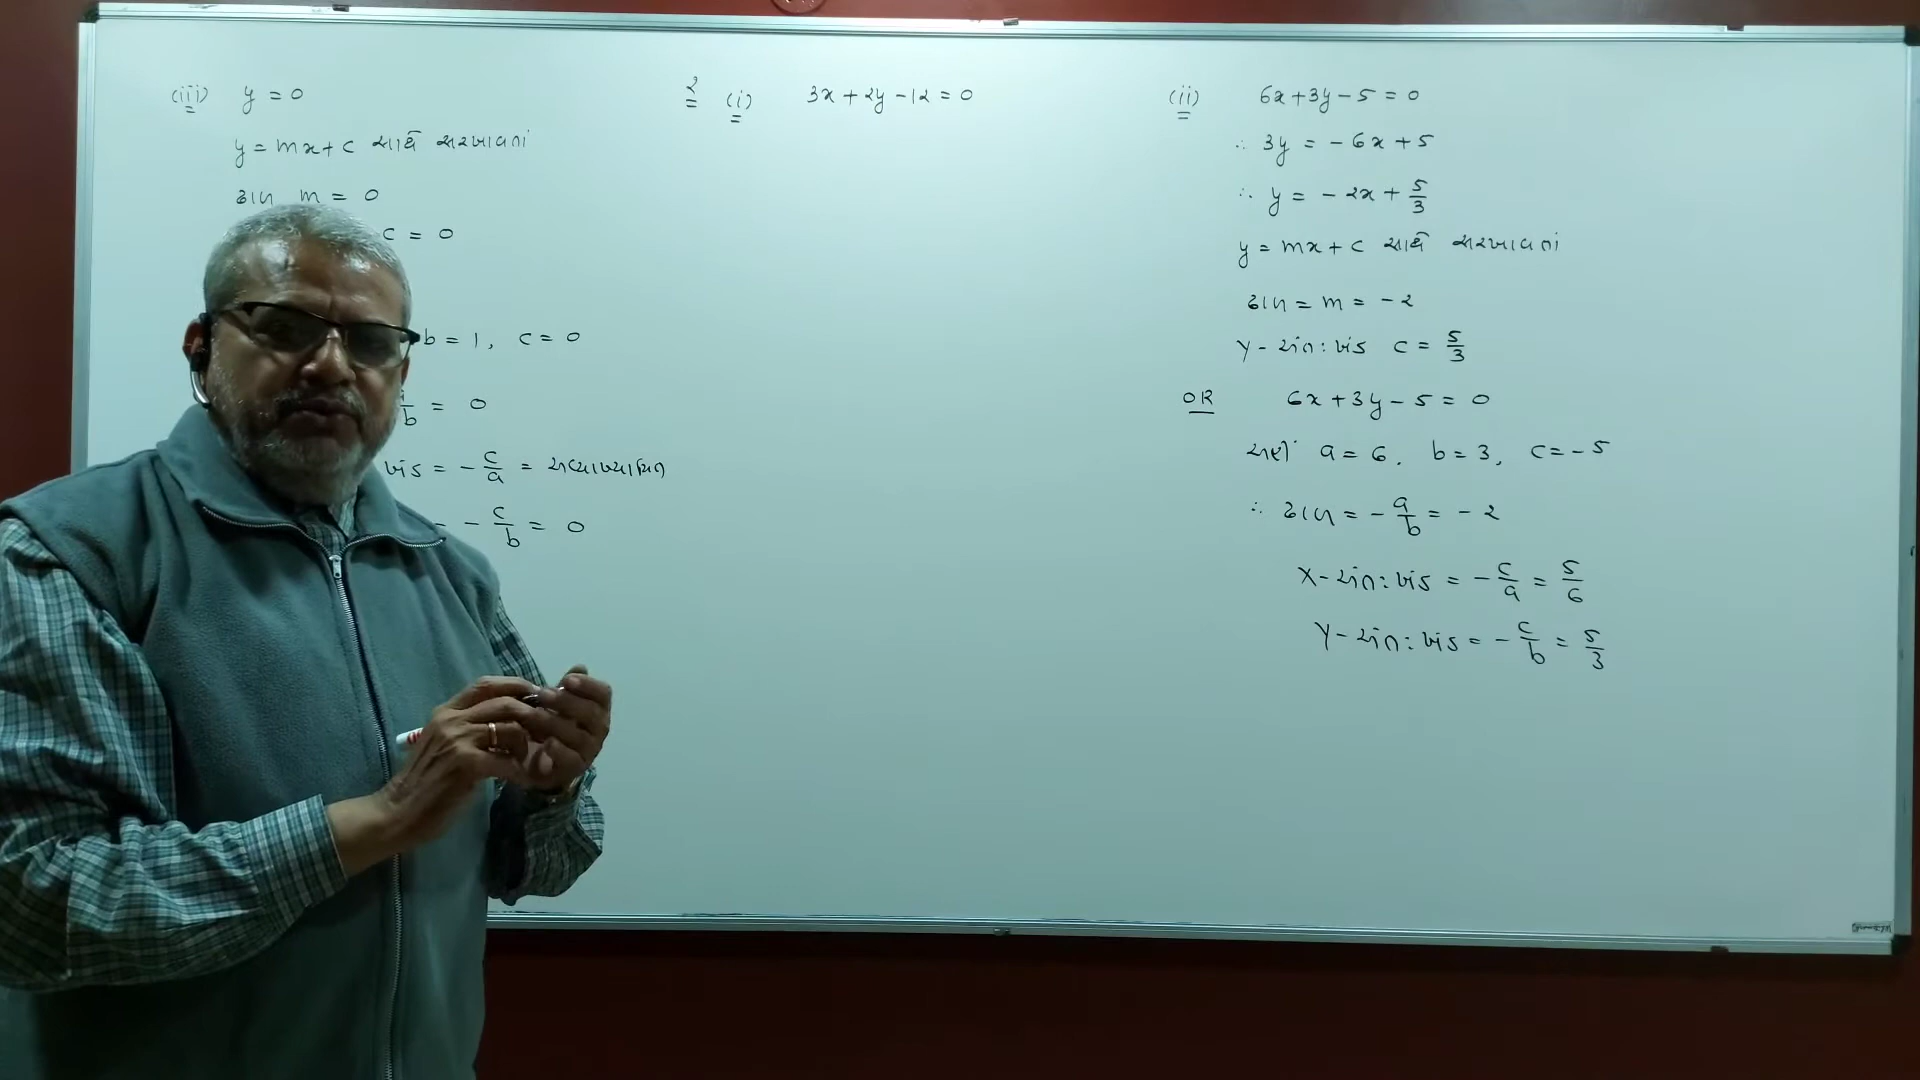 (iii) y = 0
y = mx + c સાથે સરખાવતાં
ઢાળ m = 0
c = 0
b = 1, c = 0
b = 0
ખંડ = - c/a = અવ્યાખ્યાયિત
= - c/b = 0
2 (i) 3x + 2y - 12 = 0
(ii) 6x + 3y - 5 = 0
∴ 3y = - 6x + 5
∴ y = - 2x + 5/3
y = mx + c સાથે સરખાવતાં
ઢાળ = m = - 2
Y - અંત:ખંડ c = 5/3
OR 6x + 3y - 5 = 0
અહીં a = 6, b = 3, c = - 5
∴ ઢાળ = - a/b = - 2
X - અંત:ખંડ = - c/a = 5/6
Y - અંત:ખંડ = - c/b = 5/3